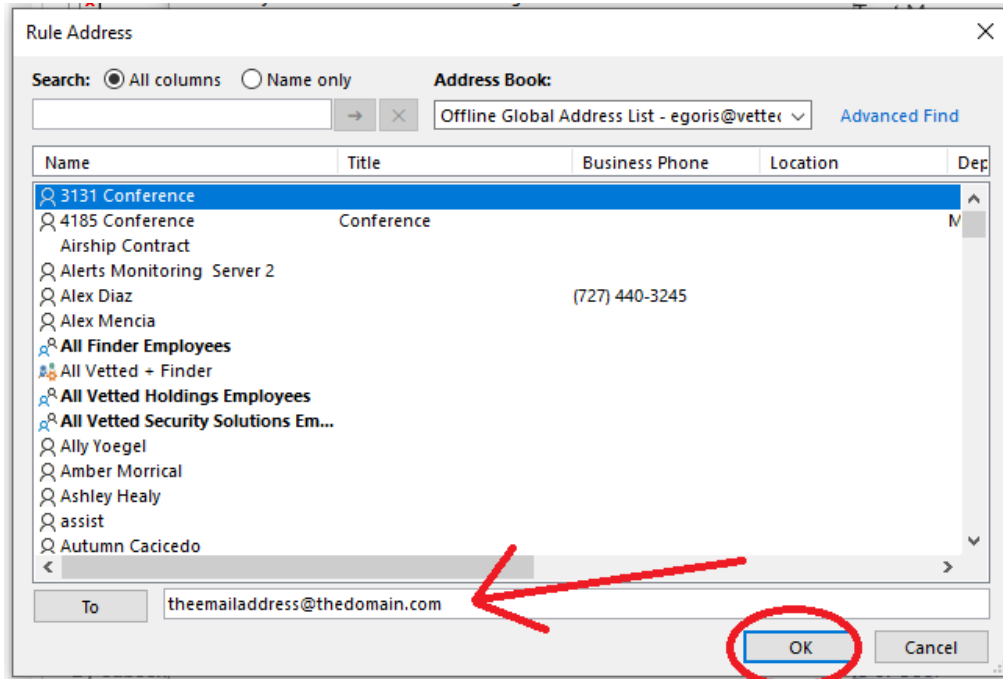 Rule Address
Search: All columns Name only Address Book:
Offline Global Address List - egoris@vette Advanced Find
Name Title Business Phone Location Dep
3131 Conference
4185 Conference Conference M
Airship Contract
Alerts Monitoring Server 2
Alex Diaz (727) 440-3245
Alex Mencia
All Finder Employees
All Vetted + Finder
All Vetted Holdings Employees
All Vetted Security Solutions Em...
Ally Yoegel
Amber Morrical
Ashley Healy
assist
Autumn Cacicedo
To theemailaddress@thedomain.com
OK Cancel